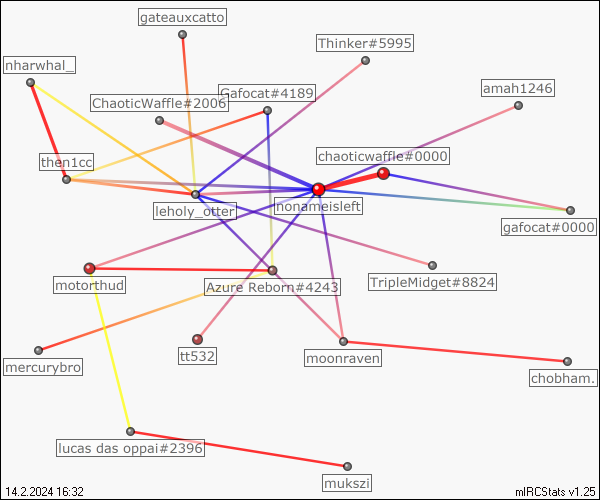 gateauxcatto
Thinker#5995
nharwhal_
Gafocat#4189
amah1246
ChaoticWaffle#2006
chaoticwaffle#0000
then1cc
leholy_otter
nonameisleft
gafocat#0000
motorthud
Azure Reborn#4243
TripleMidget#8824
mercurybro
tt532
moonraven
chobham.
lucas das oppai#2396
mukszi
14.2.2024 16:32
mIRCStats v1.25